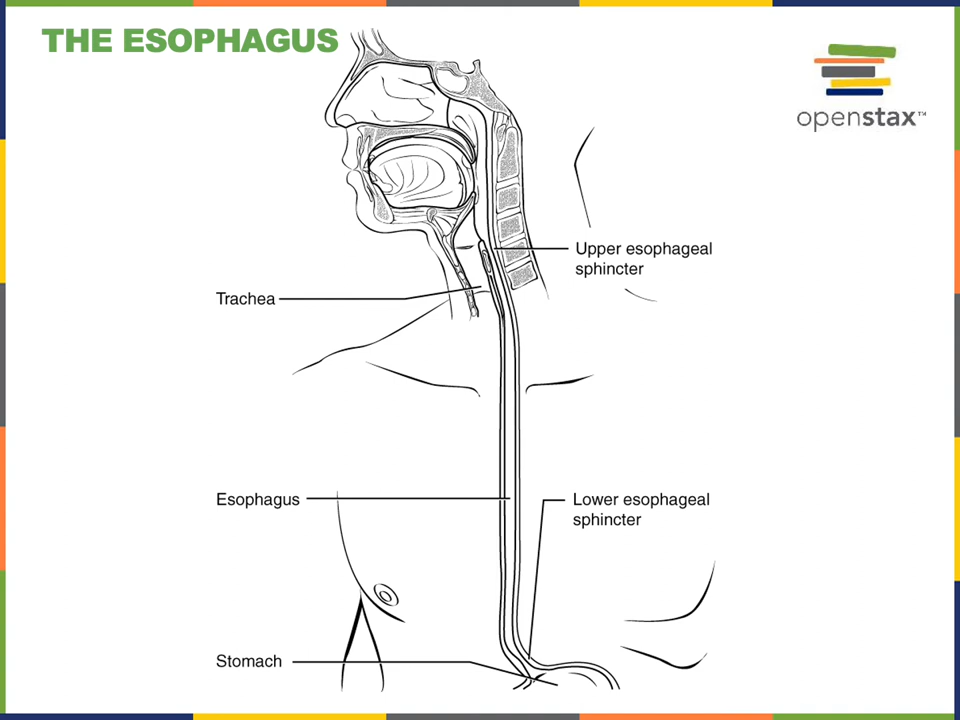 THE ESOPHAGUS
openstax™
Upper esophageal
sphincter
Trachea
Esophagus
Lower esophageal
sphincter
Stomach